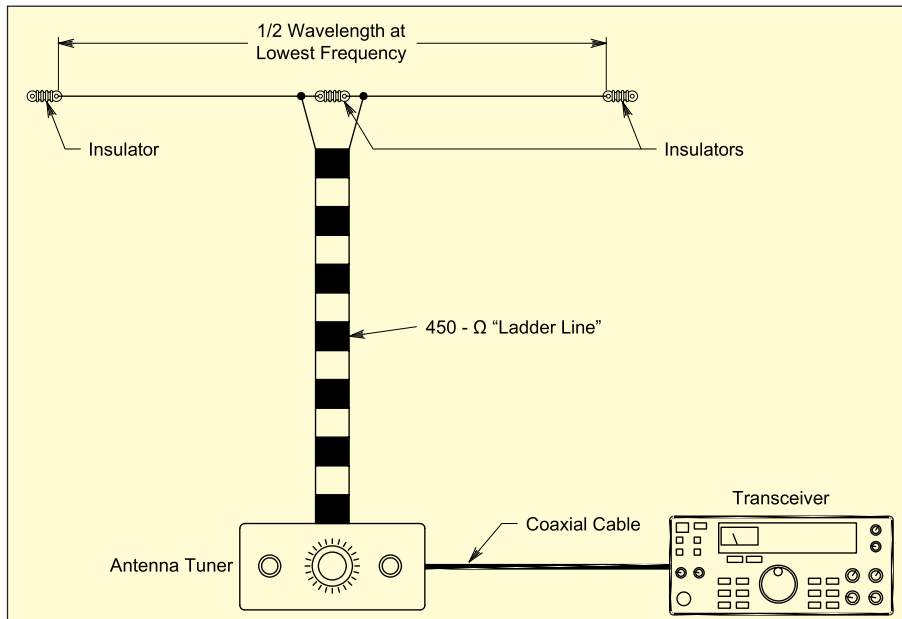 1/2 Wavelength at
Lowest Frequency
Insulator
Insulators
450 - Ω “Ladder Line”
Transceiver
Coaxial Cable
Antenna Tuner